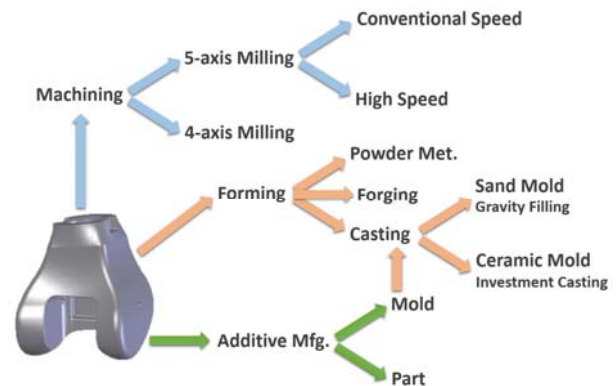 Conventional Speed
5-axis Milling
Machining
High Speed
4-axis Milling
Powder Met.
Forming
Forging
Sand Mold
Gravity Filling
Casting
Ceramic Mold
Investment Casting
Mold
Additive Mfg.
Part